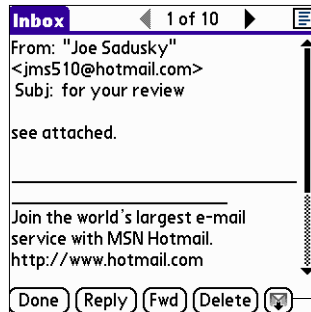 Inbox 1 of 10
From: "Joe Sadusky"
<jms510@hotmail.com>
Subj: for your review
see attached.
Join the world's largest e-mail
service with MSN Hotmail.
http://www.hotmail.com
Done Reply Fwd Delete